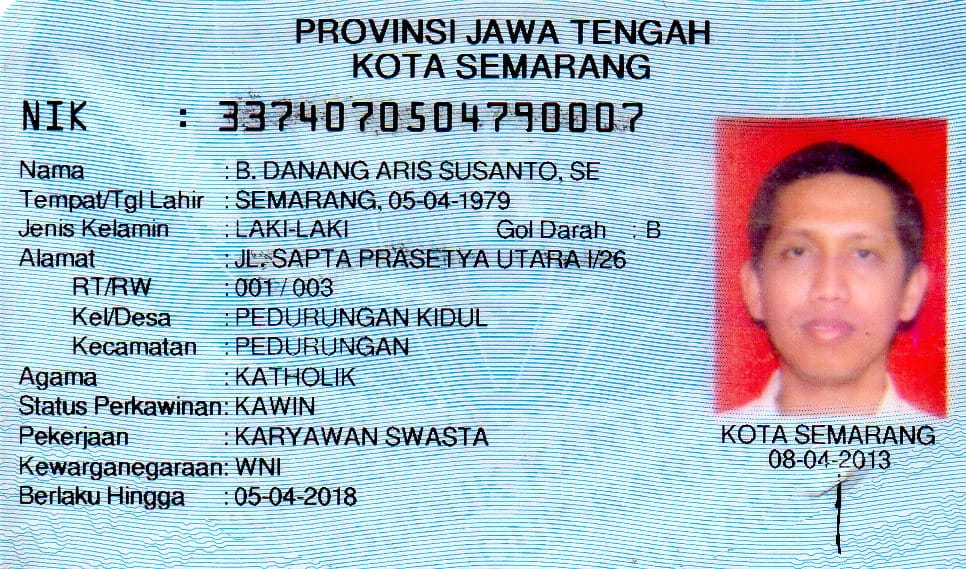 PROVINSI JAWA TENGAH
KOTA SEMARANG
NIK : 3374070504790007
Nama : B. DANANG ARIS SUSANTO, SE
Tempat/Tgl Lahir : SEMARANG, 05-04-1979
Jenis Kelamin : LAKI-LAKI Gol Darah : B
Alamat : JL. SAPTA PRASETYA UTARA I/26
RT/RW : 001 / 003
Kel/Desa : PEDURUNGAN KIDUL
Kecamatan : PEDURUNGAN
Agama : KATHOLIK
Status Perkawinan: KAWIN
Pekerjaan : KARYAWAN SWASTA
Kewarganegaraan: WNI
Berlaku Hingga : 05-04-2018
KOTA SEMARANG
08-04-2013